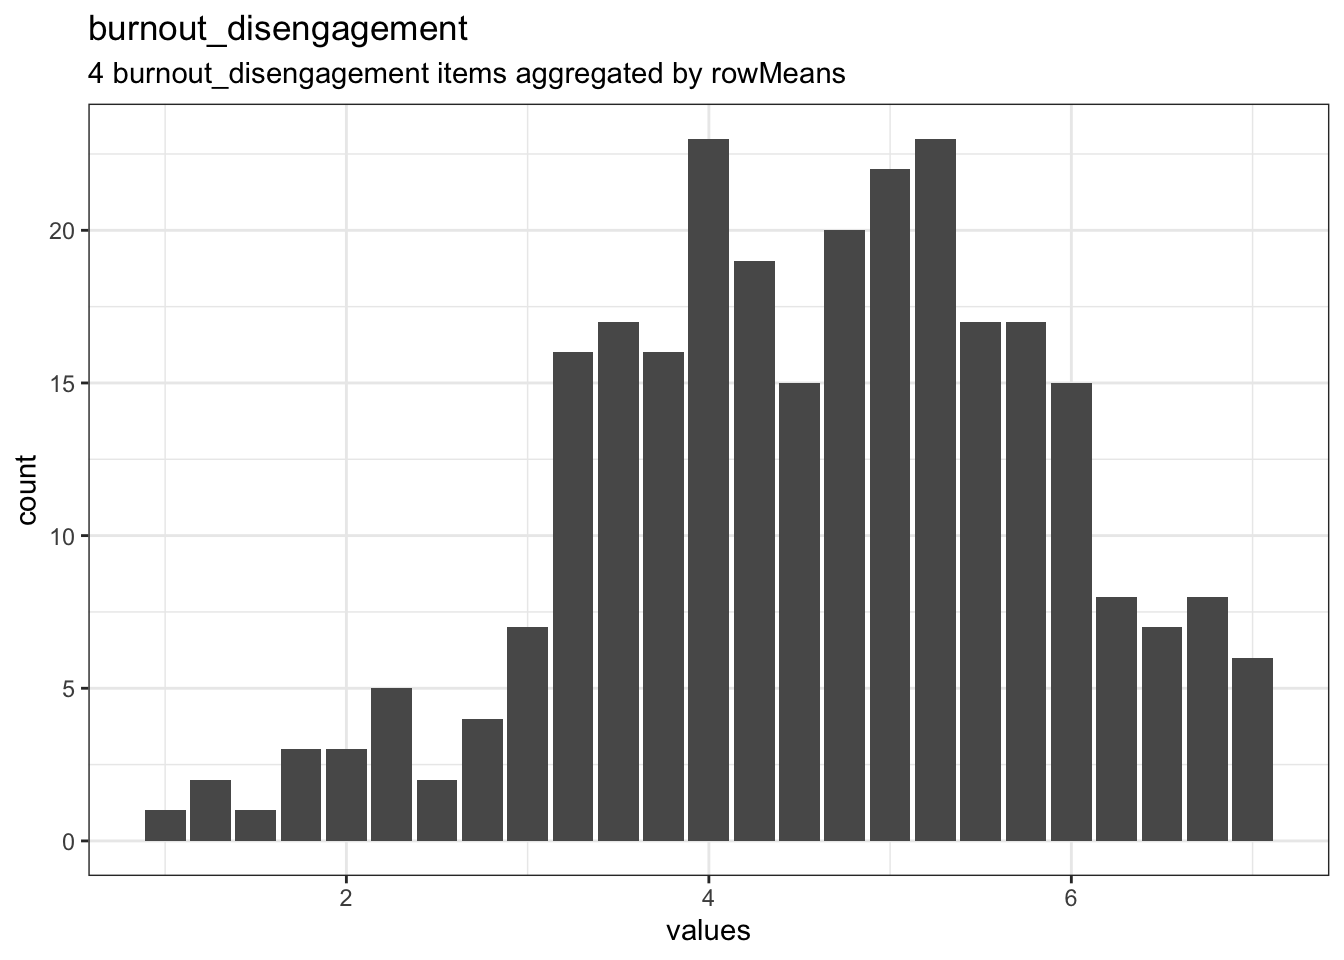 burnout_disengagement
4 burnout_disengagement items aggregated by rowMeans
20
15
10
5
0
count
2 4 6
values